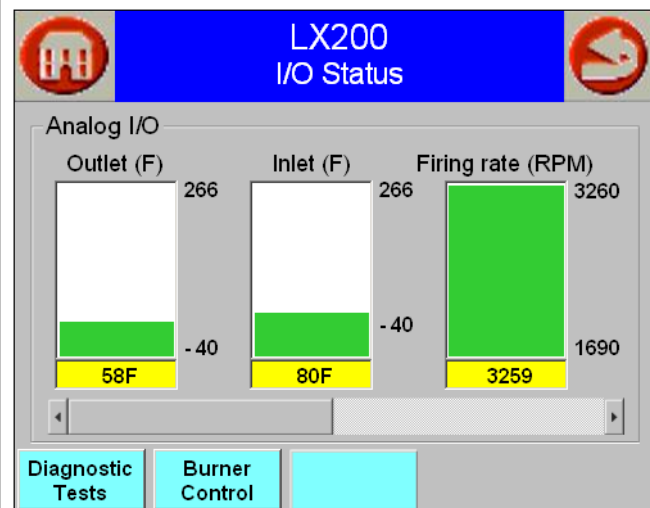 LX200
I/O Status
Analog I/O
Outlet (F)
266
- 40
58F
Inlet (F)
266
- 40
80F
Firing rate (RPM)
3260
1690
3259
Diagnostic
Tests
Burner
Control